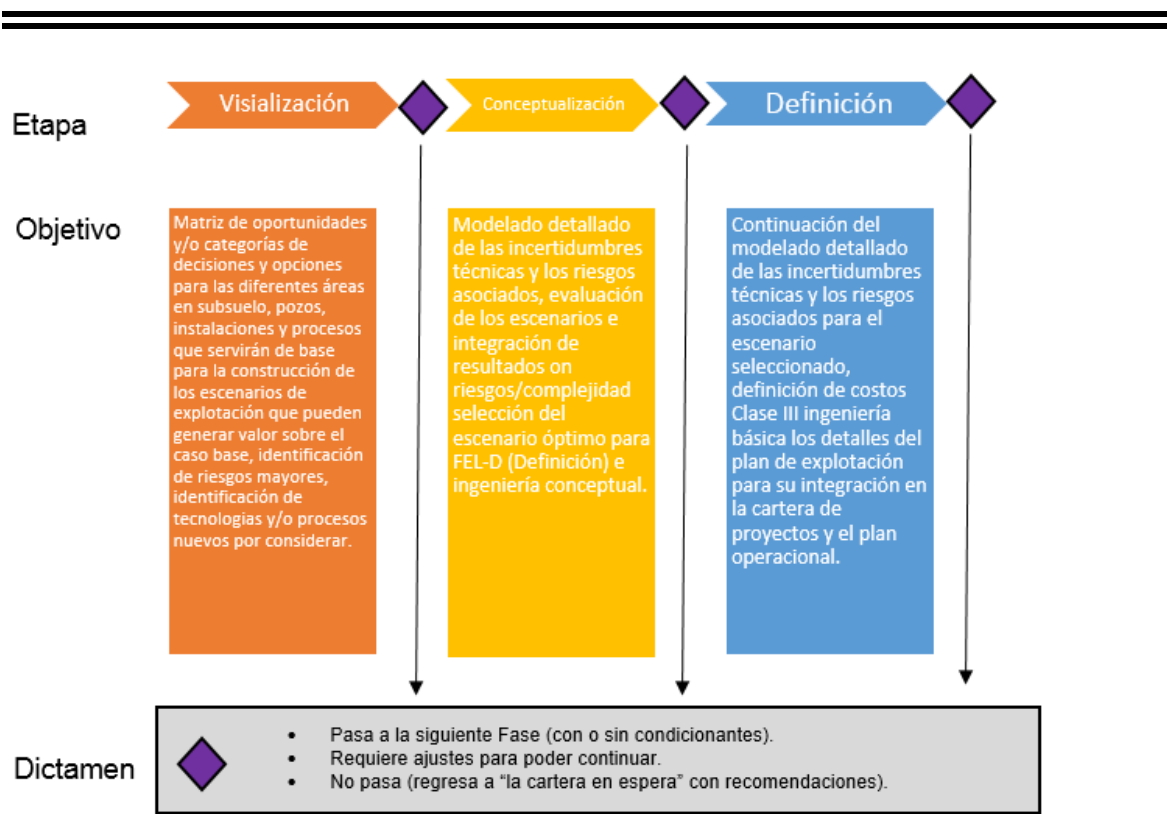 Etapa
Visialización
Conceptualización
Definición
Objetivo
Matriz de oportunidades
y/o categorías de
decisiones y opciones
para las diferentes áreas
en subsuelo, pozos,
instalaciones y procesos
que servirán de base
para la construcción de
los escenarios de
explotación que pueden
generar valor sobre el
caso base, identificación
de riesgos mayores,
identificación de
tecnologias y/o procesos
nuevos por considerar.
Modelado detallado
de las incertidumbres
técnicas y los riesgos
asociados, evaluación
de los escenarios e
integración de
resultados on
riesgos/complejidad
selección del
escenario óptimo para
FEL-D (Definición) e
ingeniería conceptual.
Continuación del
modelado detallado
de las incertidumbres
técnicas y los riesgos
asociados para el
escenario
seleccionado,
definición de costos
Clase III ingeniería
básica los detalles del
plan de explotación
para su integración en
la cartera de
proyectos y el plan
operacional.
Dictamen
• Pasa a la siguiente Fase (con o sin condicionantes).
• Requiere ajustes para poder continuar.
• No pasa (regresa a “la cartera en espera” con recomendaciones).